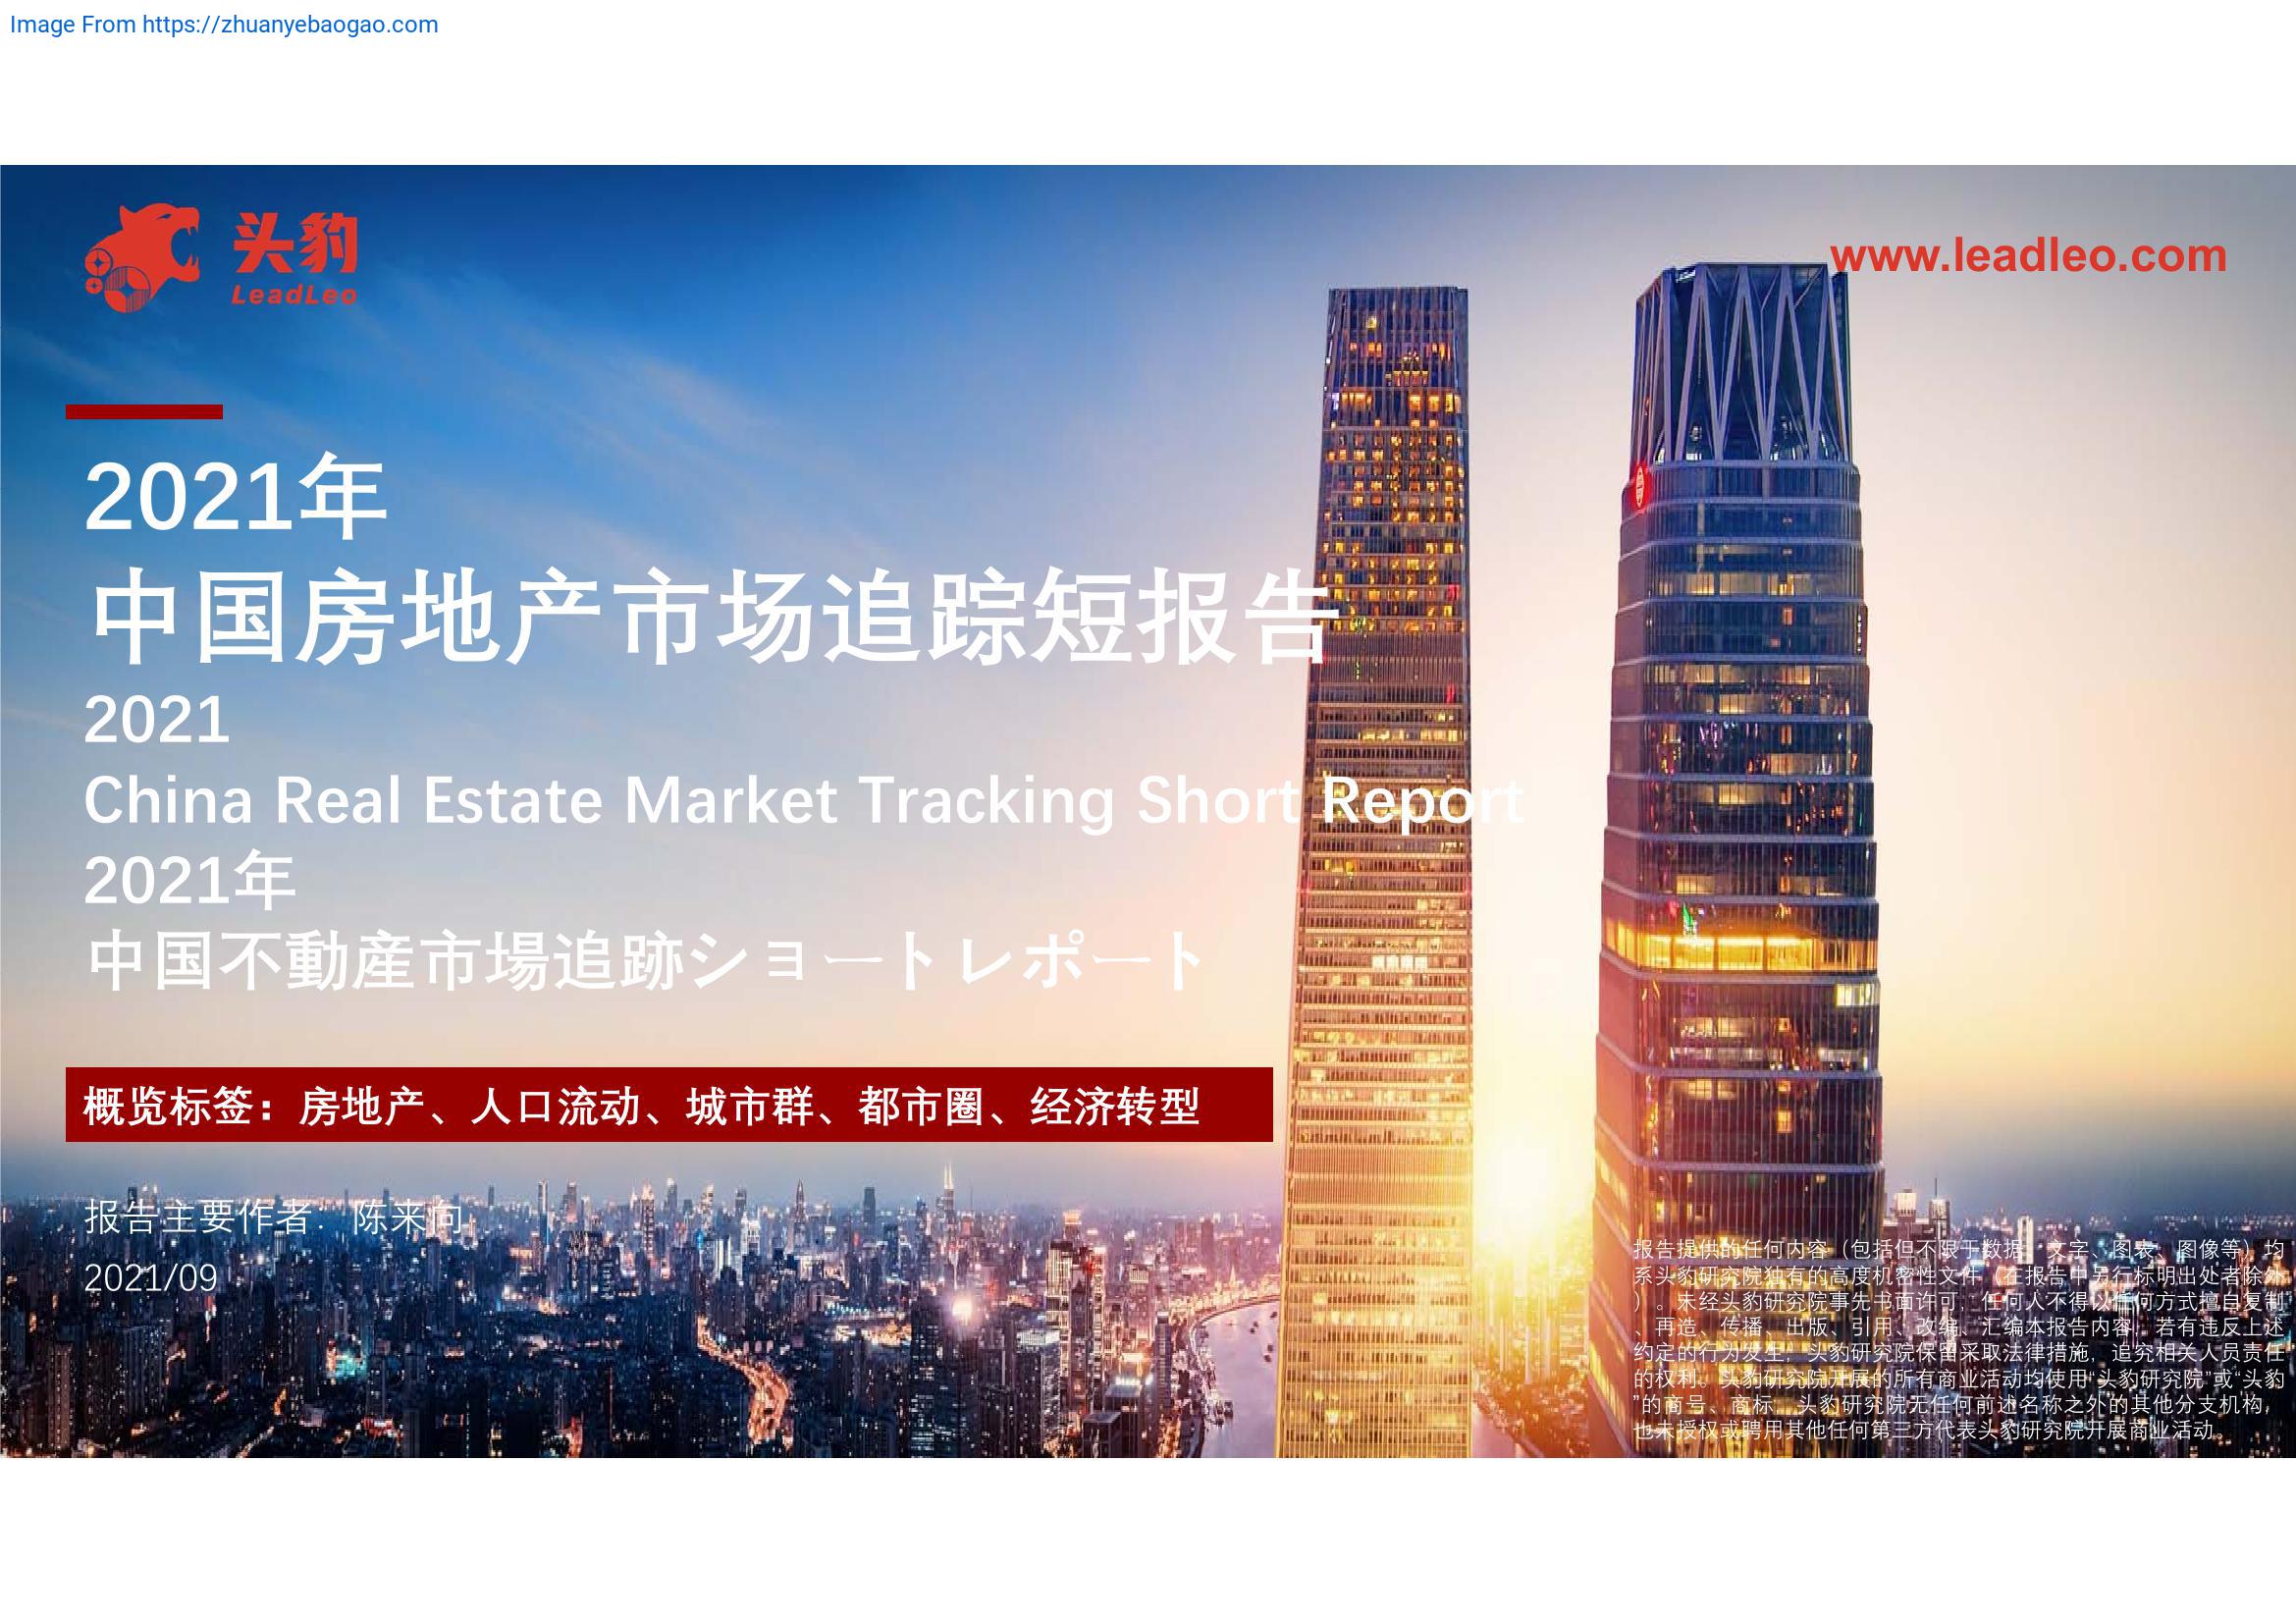 Image From https://zhuanyebaogao.com
头豹
LeadLeo
www.leadleo.com
2021年
中国房地产市场追踪短报告
2021
China Real Estate Market Tracking Short Report
2021年
中国不動産市場追跡ショートレポート
概览标签：房地产、人口流动、城市群、都市圈、经济转型
报告主要作者：陈来向
2021/09
报告提供的任何内容（包括但不限于数据、文字、图表、图像等）均
系头豹研究院独有的高度机密性文件（在报告中另行标明出处者除外
）。未经头豹研究院事先书面许可，任何人不得以任何方式擅自复制
、再造、传播、出版、引用、改编、汇编本报告内容，若有违反上述
约定的行为发生，头豹研究院保留采取法律措施，追究相关人员责任
的权利。头豹研究院开展的所有商业活动均使用“头豹研究院”或“头豹
”的商号、商标，头豹研究院无任何前述名称之外的其他分支机构，
也未授权或聘用其他任何第三方代表头豹研究院开展商业活动。